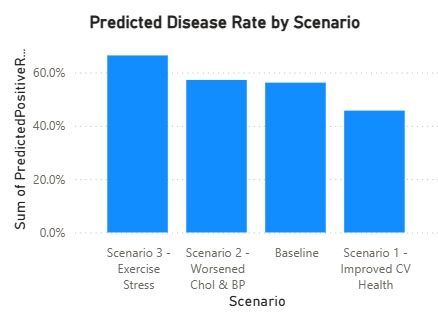 Predicted Disease Rate by Scenario
Sum of PredictedPositiveR...
60.0%
40.0%
20.0%
0.0%
Scenario 3 -
Exercise
Stress
Scenario 2 -
Worsened
Chol & BP
Baseline
Scenario 1 -
Improved CV
Health
Scenario